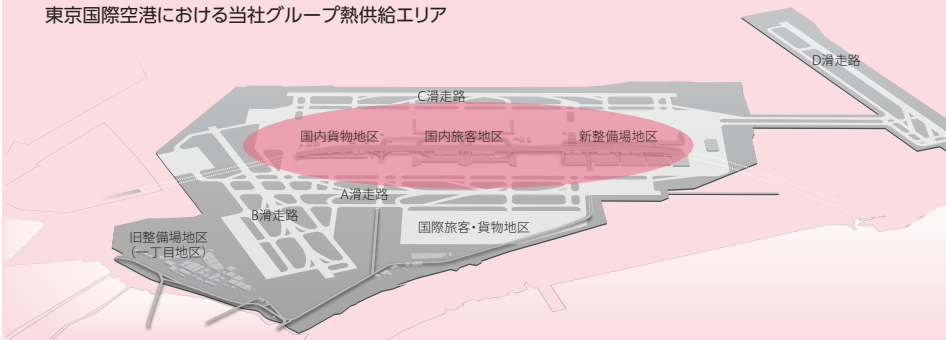 東京国際空港における当社グループ熱供給エリア
D滑走路
C滑走路
国内貨物地区
国内旅客地区
新整備場地区
A滑走路
B滑走路
国際旅客・貨物地区
旧整備場地区
(一丁目地区)